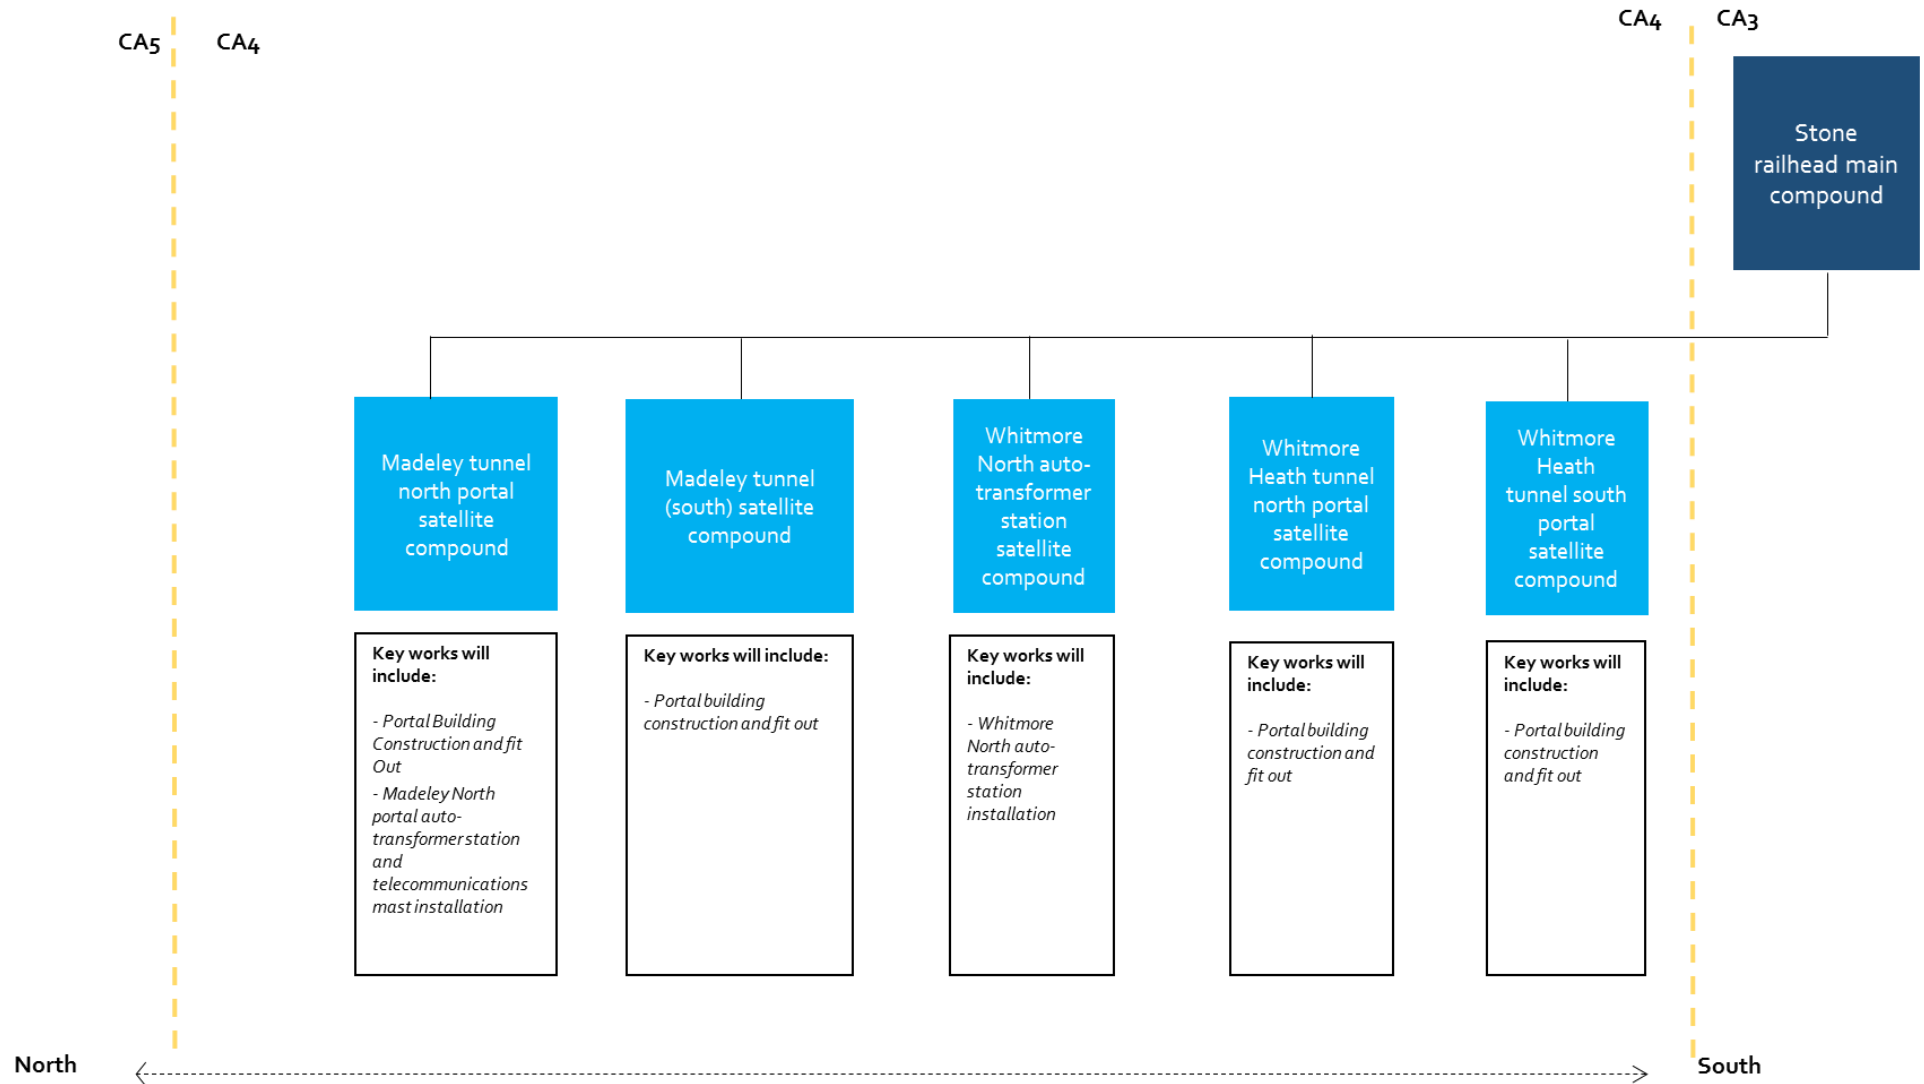 CA5
CA4
CA4
CA3
Stone
railhead main
compound
Madeley tunnel
north portal
satellite
compound
Madeley tunnel
(south) satellite
compound
Whitmore
North auto-
transformer
station
satellite
compound
Whitmore
Heath tunnel
north portal
satellite
compound
Whitmore
Heath
tunnel south
portal
satellite
compound
Key works will
include:
- Portal Building
Construction and fit
Out
- Madeley North
portal auto-
transformer station
and
telecommunications
mast installation
Key works will include:
- Portal building
construction and fit out
Key works will
include:
- Whitmore
North auto-
transformer
station
installation
Key works will
include:
- Portal building
construction and
fit out
Key works will
include:
- Portal building
construction
and fit out
North
South